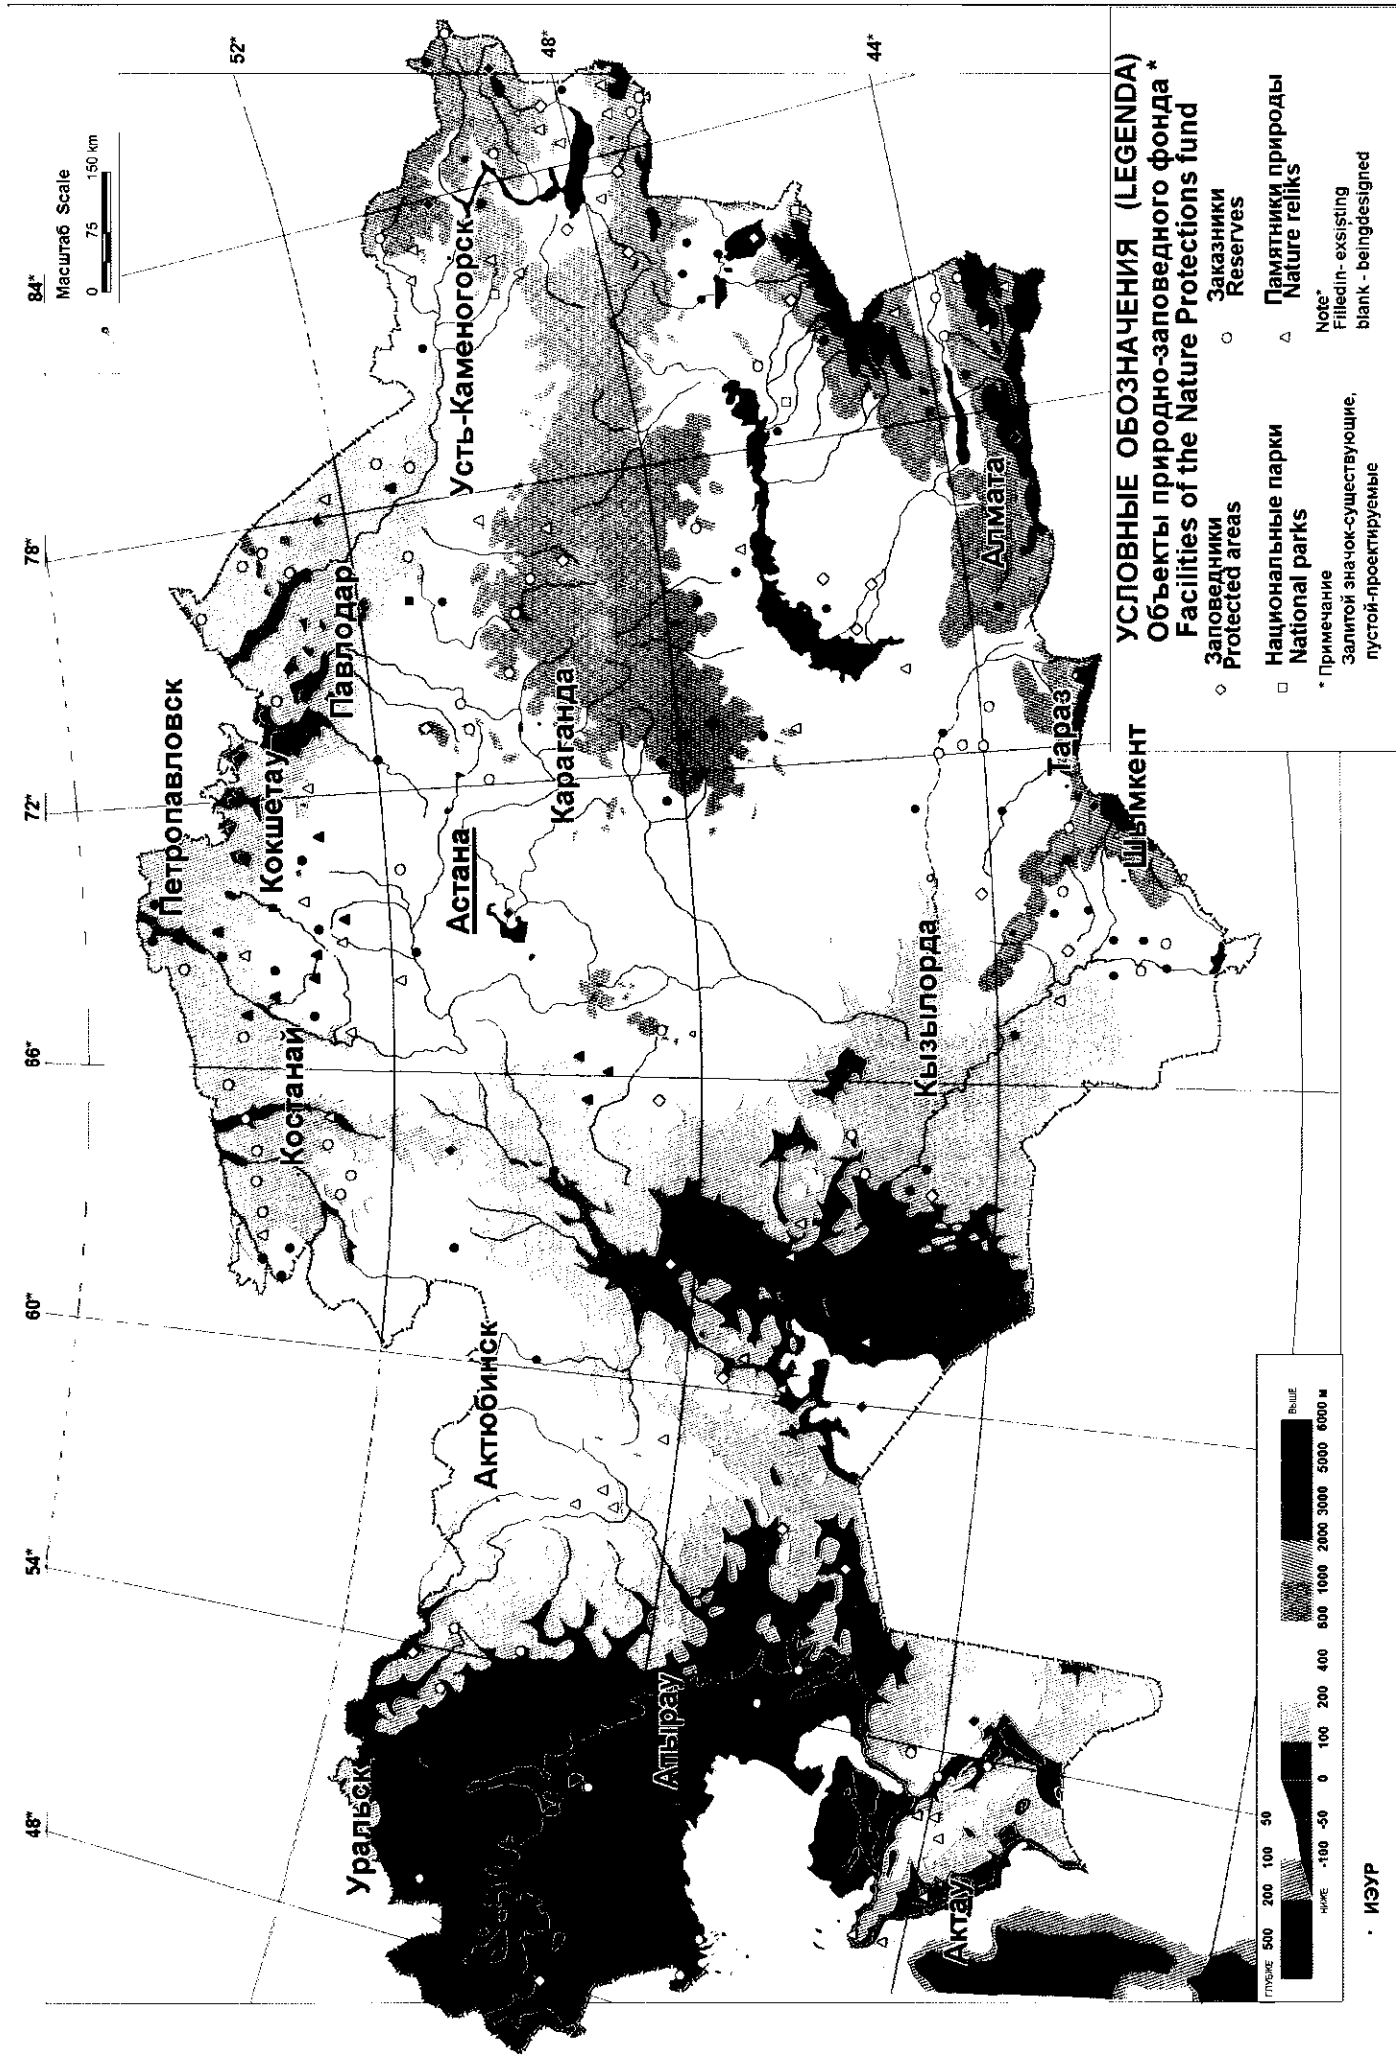 48*
54*
60*
66*
72*
78*
84*
Масштаб Scale
0 75 150 km
52*
48*
44*
Петропавловск
Кокшетау
Костанай
Павлодар
Уральск
Актюбинск
Астана
Усть-Каменогорск
Караганда
Атырау
Кызылорда
Алмата
Актау
Тараз
Шымкент
УСЛОВНЫЕ ОБОЗНАЧЕНИЯ (LEGENDA)
Объекты природно-заповедного фонда *
Facilities of the Nature Protections fund
Заповедники
Protected areas
Заказники
Reserves
Национальные парки
National parks
Памятники природы
Nature reliks
* Примечание
Залитой значок-существующие,
пустой-проектируемые
Note*
Filledin- exsisting
blank - beingdesigned
ГЛУБЖЕ 500 200 100 50
НИЖЕ -100 -50 0 100 200 400 600 1000 2000 3000 5000 6000 м
ВЫШЕ
ИЭУР